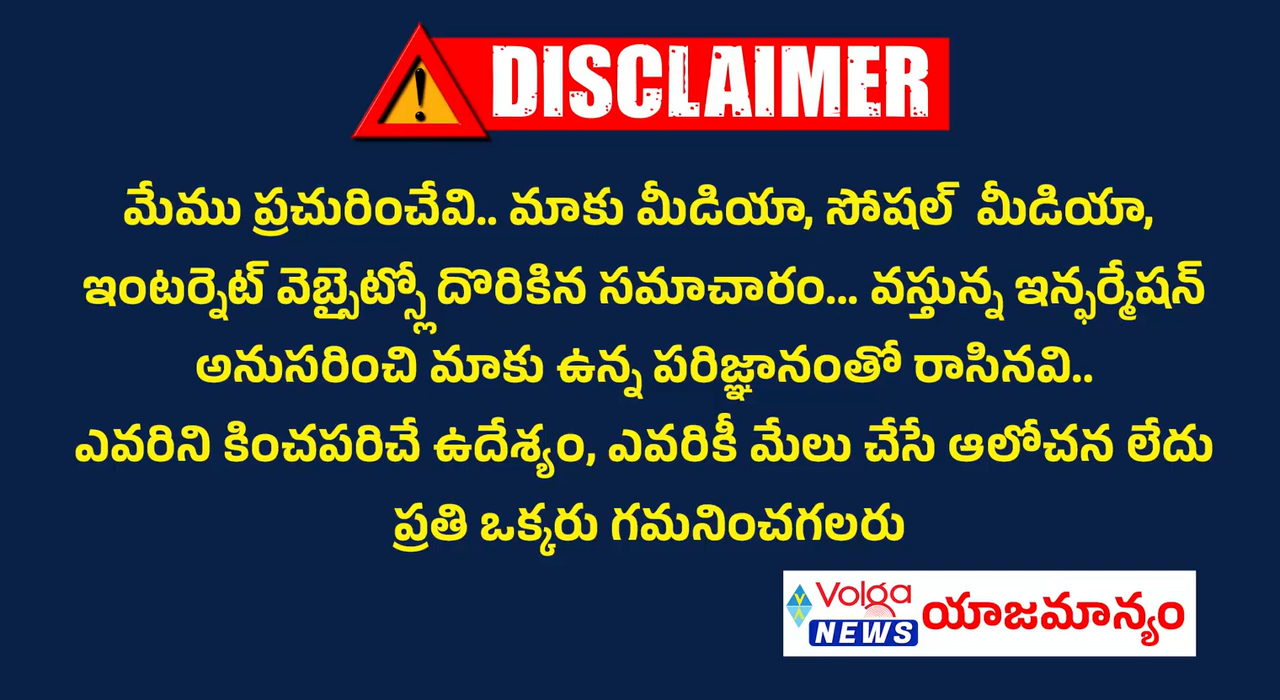 DISCLAIMER
మేము ప్రచురించేవి.. మాకు మీడియా, సోషల్ మీడియా,
ఇంటర్నెట్ వెబ్సైట్స్లో దొరికిన సమాచారం... వస్తున్న ఇన్ఫర్మేషన్
అనుసరించి మాకు ఉన్న పరిజ్ఞానంతో రాసినవి..
ఎవరిని కించపరిచే ఉదేశ్యం, ఎవరికీ మేలు చేసే ఆలోచన లేదు
ప్రతి ఒక్కరు గమనించగలరు
Volga
NEWS యాజమాన్యం